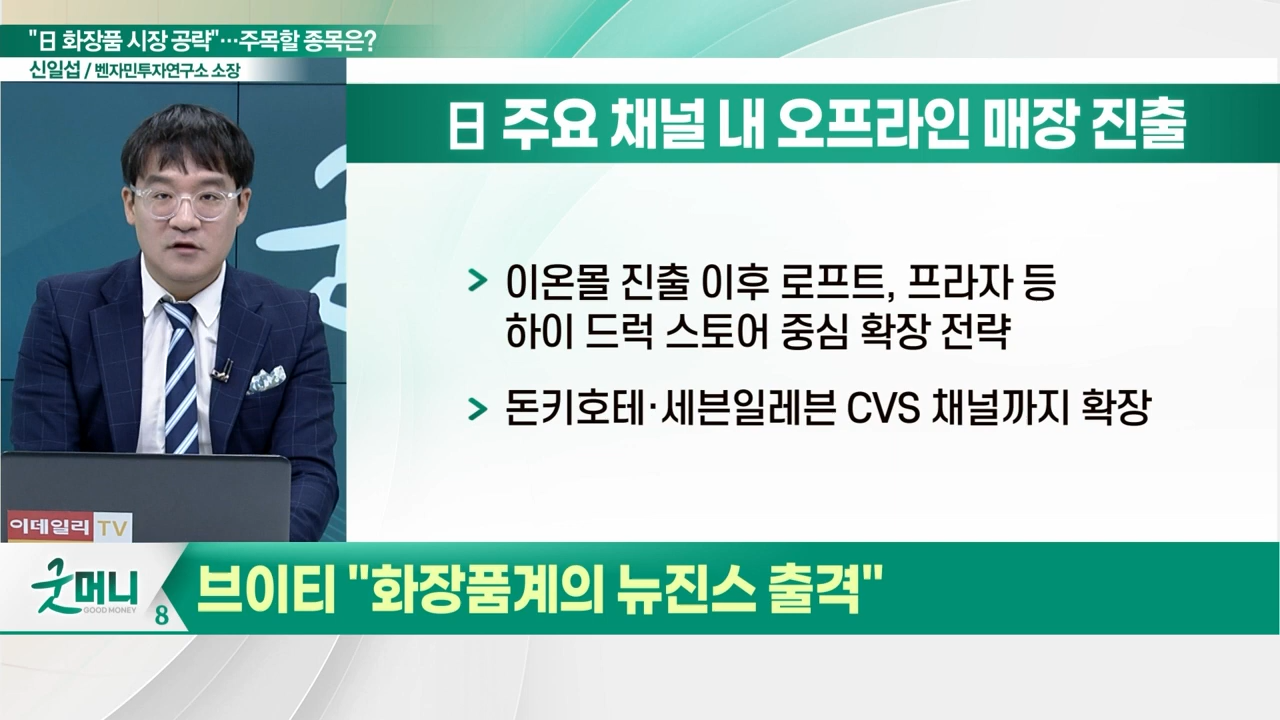 "日 화장품 시장 공략"…주목할 종목은?
신일섭 / 벤자민투자연구소 소장
日 주요 채널 내 오프라인 매장 진출
> 이온몰 진출 이후 로프트, 프라자 등
하이 드럭 스토어 중심 확장 전략
> 돈키호테·세븐일레븐 CVS 채널까지 확장
이데일리 TV
굿머니
GOOD MONEY
8
브이티 "화장품계의 뉴진스 출격"